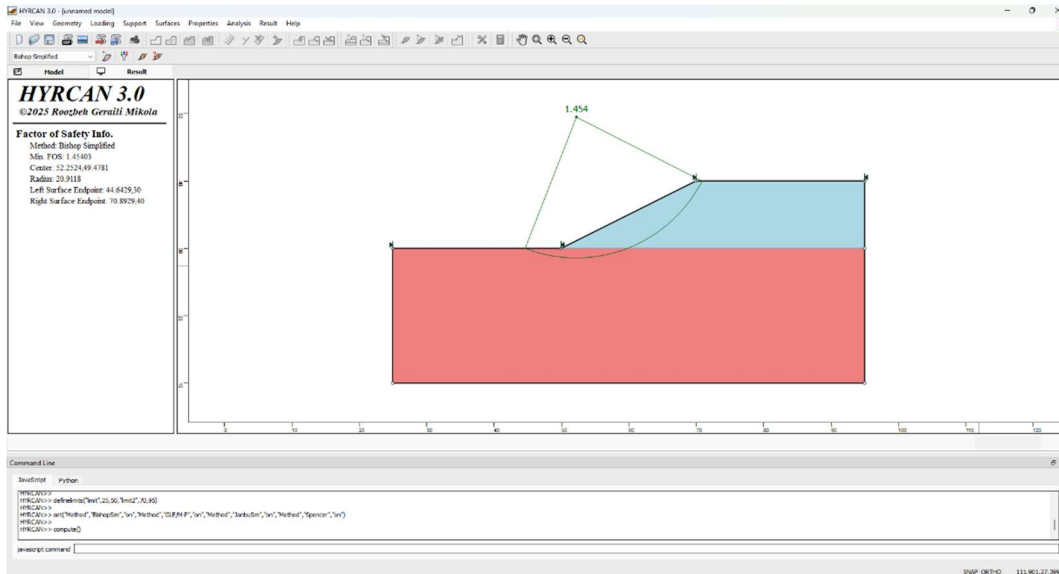 HYRCAN 3.0 - [unnamed model]
File View Geometry Loading Support Surfaces Properties Analysis Result Help
Bishop Simplified
Model Result
HYRCAN 3.0
©2025 Roozbeh Geraili Mikola
Factor of Safety Info.
Method: Bishop Simplified
Min. FOS: 1.45403
Center: 52.2524,49.4781
Radius: 20.9118
Left Surface Endpoint: 44.6429,30
Right Surface Endpoint: 70.8929,40
1.454
0 10 20 30 40 50 60 70 80 90 100 110 120
Command Line
JavaScript Python
HYRCAN>>
HYRCAN>> definelimits("limit",25,50,"limit2",70,95)
HYRCAN>>
HYRCAN>> set("Method","BishopSim","on","Method","GLE/M-P","on","Method","JanbuSim","on","Method","Spencer","on")
HYRCAN>>
HYRCAN>> compute()
javascript command
SNAP ORTHO